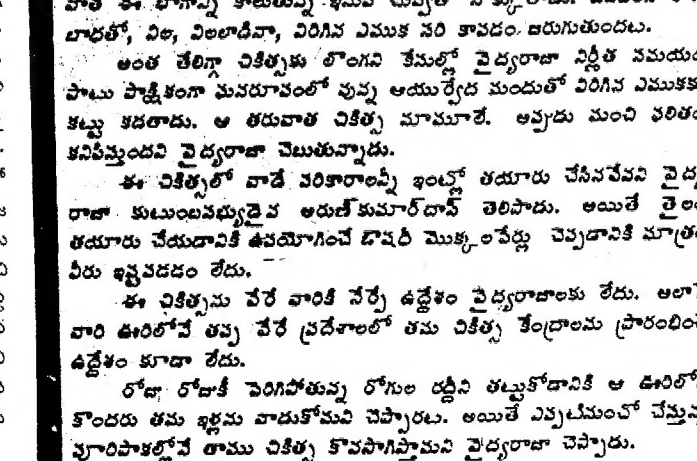 బాధతో, విల, విలలాడినా, విరిగిన ఎముక సరి కావడం జరుగుతుందట.
అంత తేలిగ్గా చికిత్సకు లొంగని కేసుల్లో వైద్యరాజా నిర్ణీత సమయం
పాటు పాక్షికంగా మనరూపంలో వున్న ఆయుర్వేద మందుతో విరిగిన ఎముకకు
కట్టు కడతాడు. ఆ తరువాత చికిత్స మామూలే. అప్పుడు మంచి ఫలితం
కనిపిస్తుందని వైద్యరాజా చెబుతున్నాడు.
ఈ చికిత్సలో వాడే పరికారాలన్నీ ఇంట్లో తయారు చేసినవేనని వైద్య
రాజా కుటుంబసభ్యుడైన అరుణ్ కుమార్ దాస్ తెలిపాడు. అయితే తైలం
తయారు చేయడానికి ఉపయోగించే ఔషధీ మొక్కల పేర్లు చెప్పడానికి మాత్రం
వీరు ఇష్టపడడం లేదు.
ఈ చికిత్సను వేరే వారికి నేర్పే ఉద్దేశం వైద్యరాజాలకు లేదు. అలాగే
వారి ఊరిలోనే తప్ప వేరే ప్రదేశాలలో తమ చికిత్స కేంద్రాలను ప్రారంభించే
ఉద్దేశం కూడా లేదు.
రోజు రోజుకీ పెరిగిపోతున్న రోగుల రద్దీని తట్టుకోడానికి ఆ ఊరిలో
కొందరు తమ ఇళ్లను వాడుకోమని చెప్పారట. అయితే ఎప్పటినుంచో చేస్తున్న
పూరిపాకల్లోనే తాము చికిత్స కొనసాగిస్తామని వైద్యరాజా చెప్పాడు.